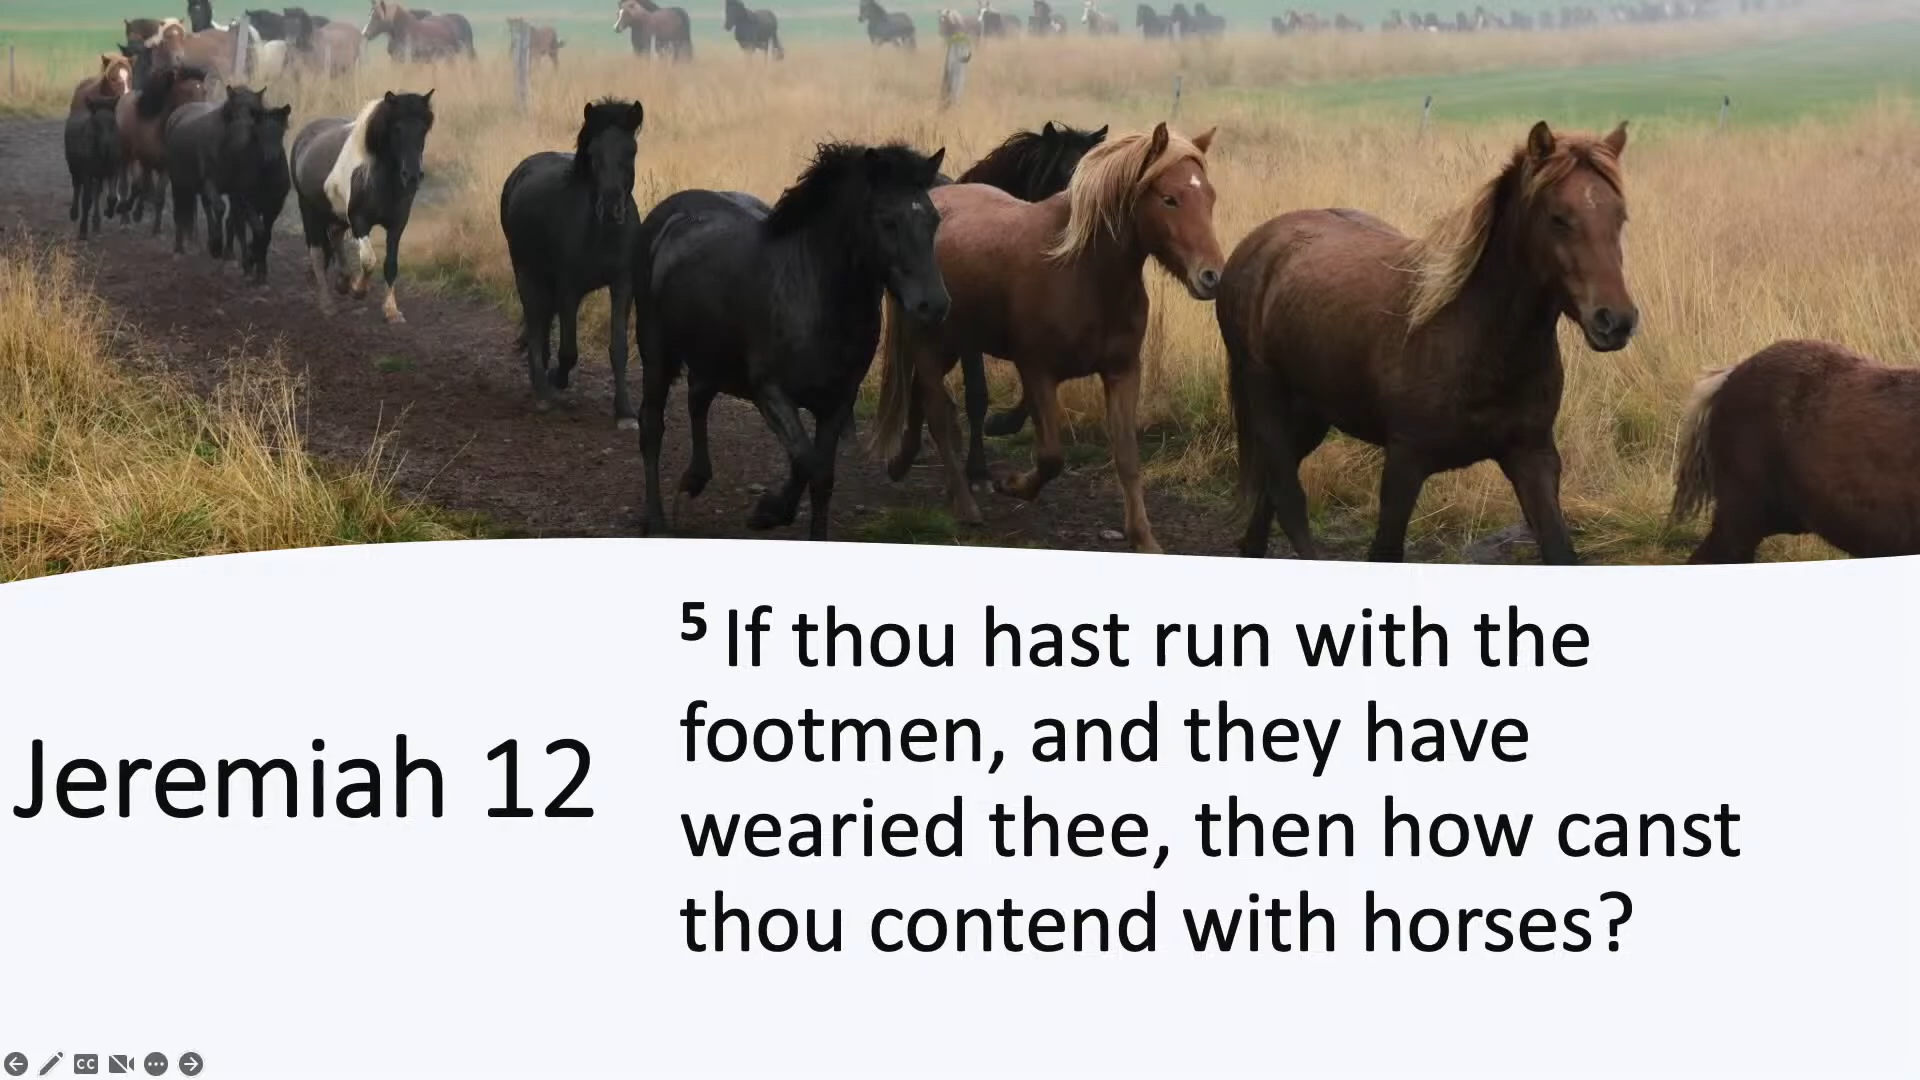 Jeremiah 12
5 If thou hast run with the
footmen, and they have
wearied thee, then how canst
thou contend with horses?
CC